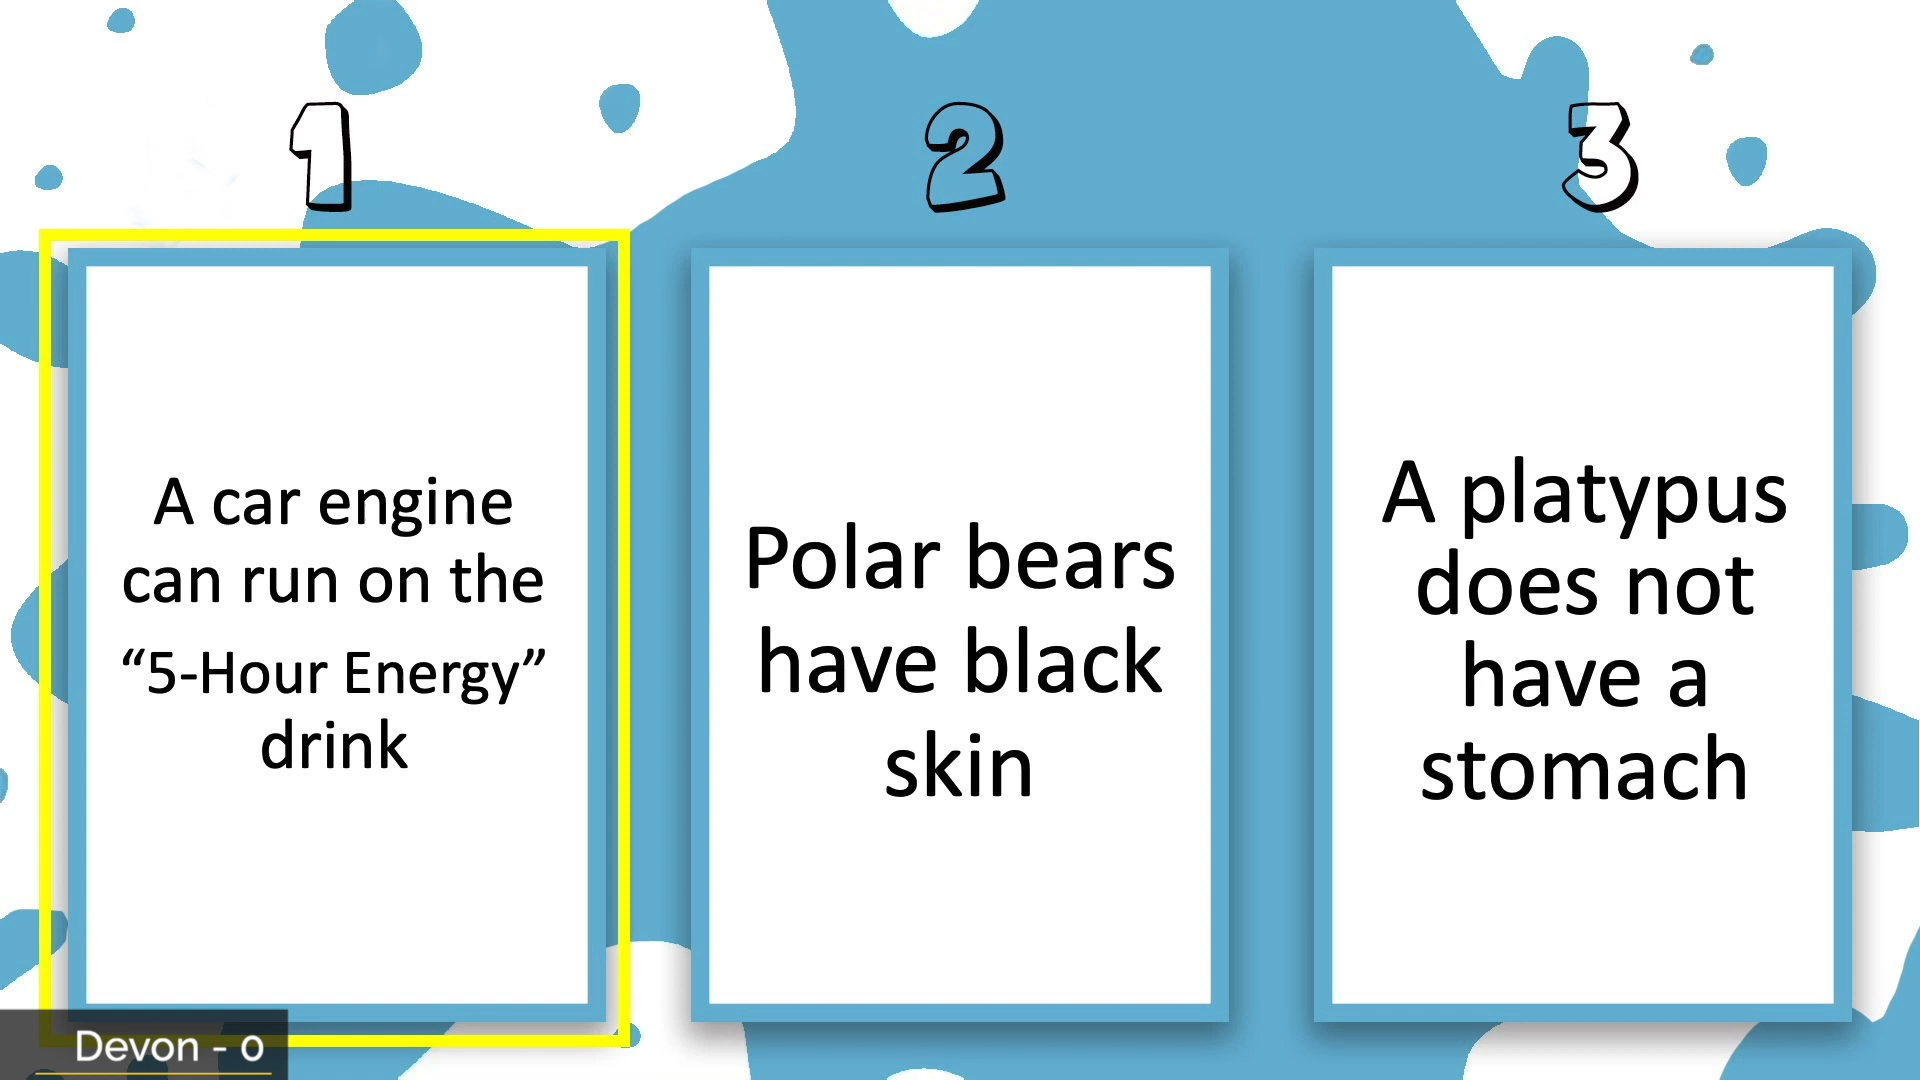 1
2
3
A car engine
can run on the
“5-Hour Energy”
drink
Polar bears
have black
skin
A platypus
does not
have a
stomach
Devon - 0